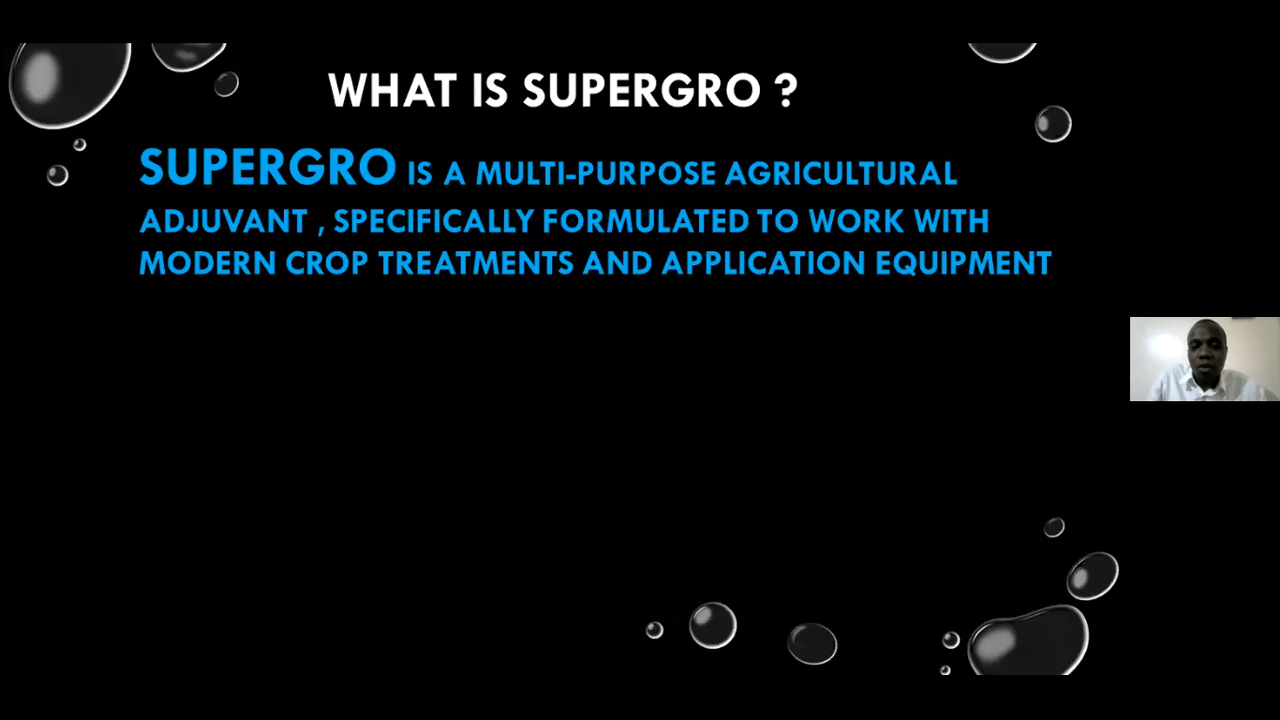 WHAT IS SUPERGRO ?
SUPERGRO IS A MULTI-PURPOSE AGRICULTURAL
ADJUVANT , SPECIFICALLY FORMULATED TO WORK WITH
MODERN CROP TREATMENTS AND APPLICATION EQUIPMENT